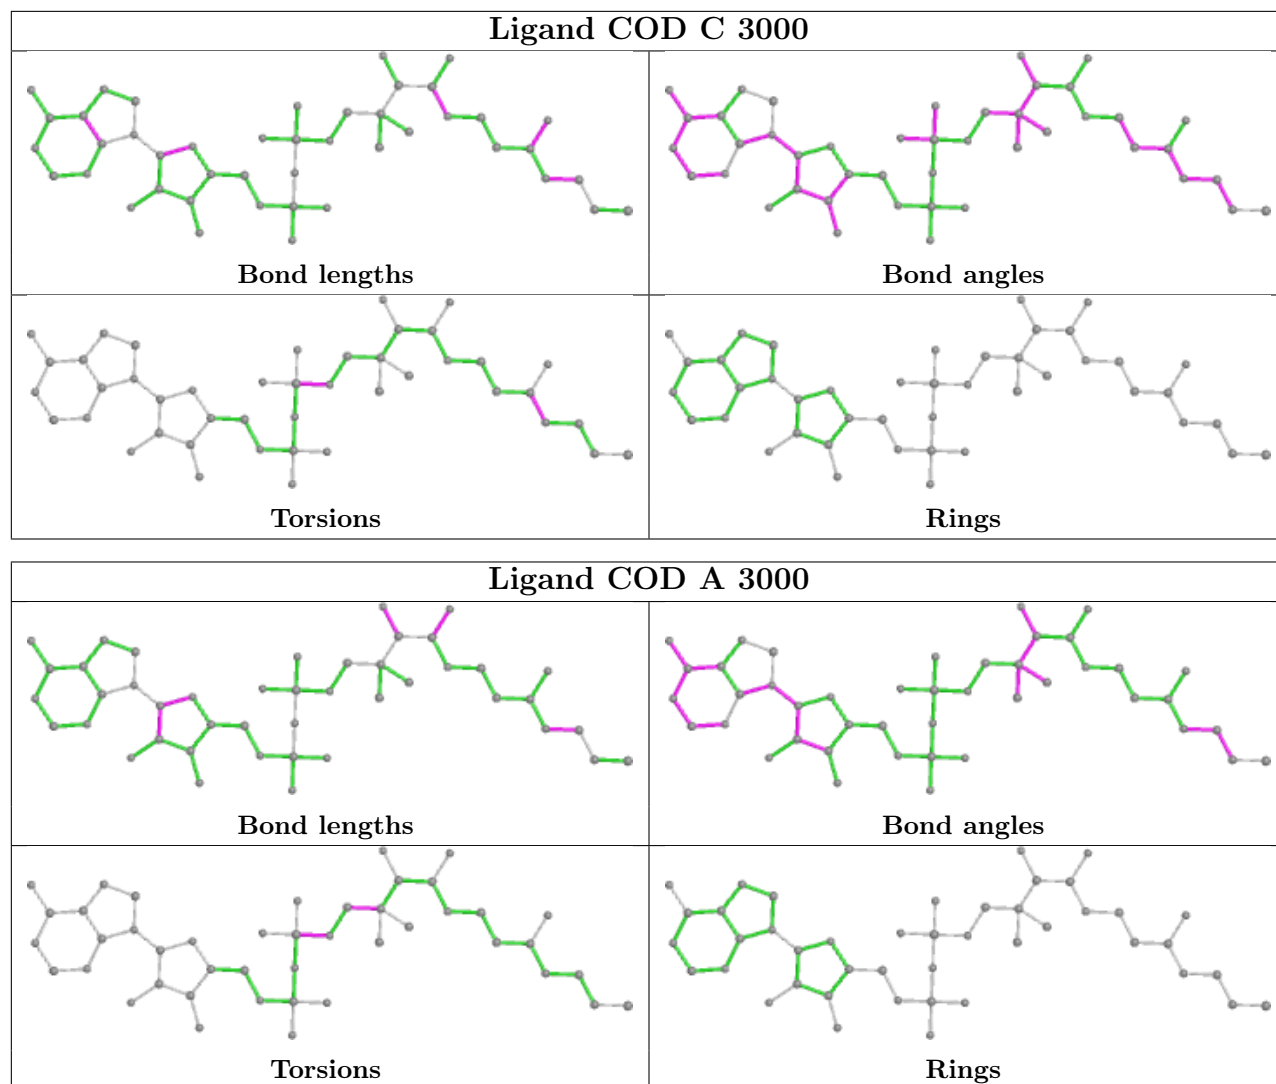 Ligand COD C 3000
Bond lengths
Bond angles
Torsions
Rings
Ligand COD A 3000
Bond lengths
Bond angles
Torsions
Rings